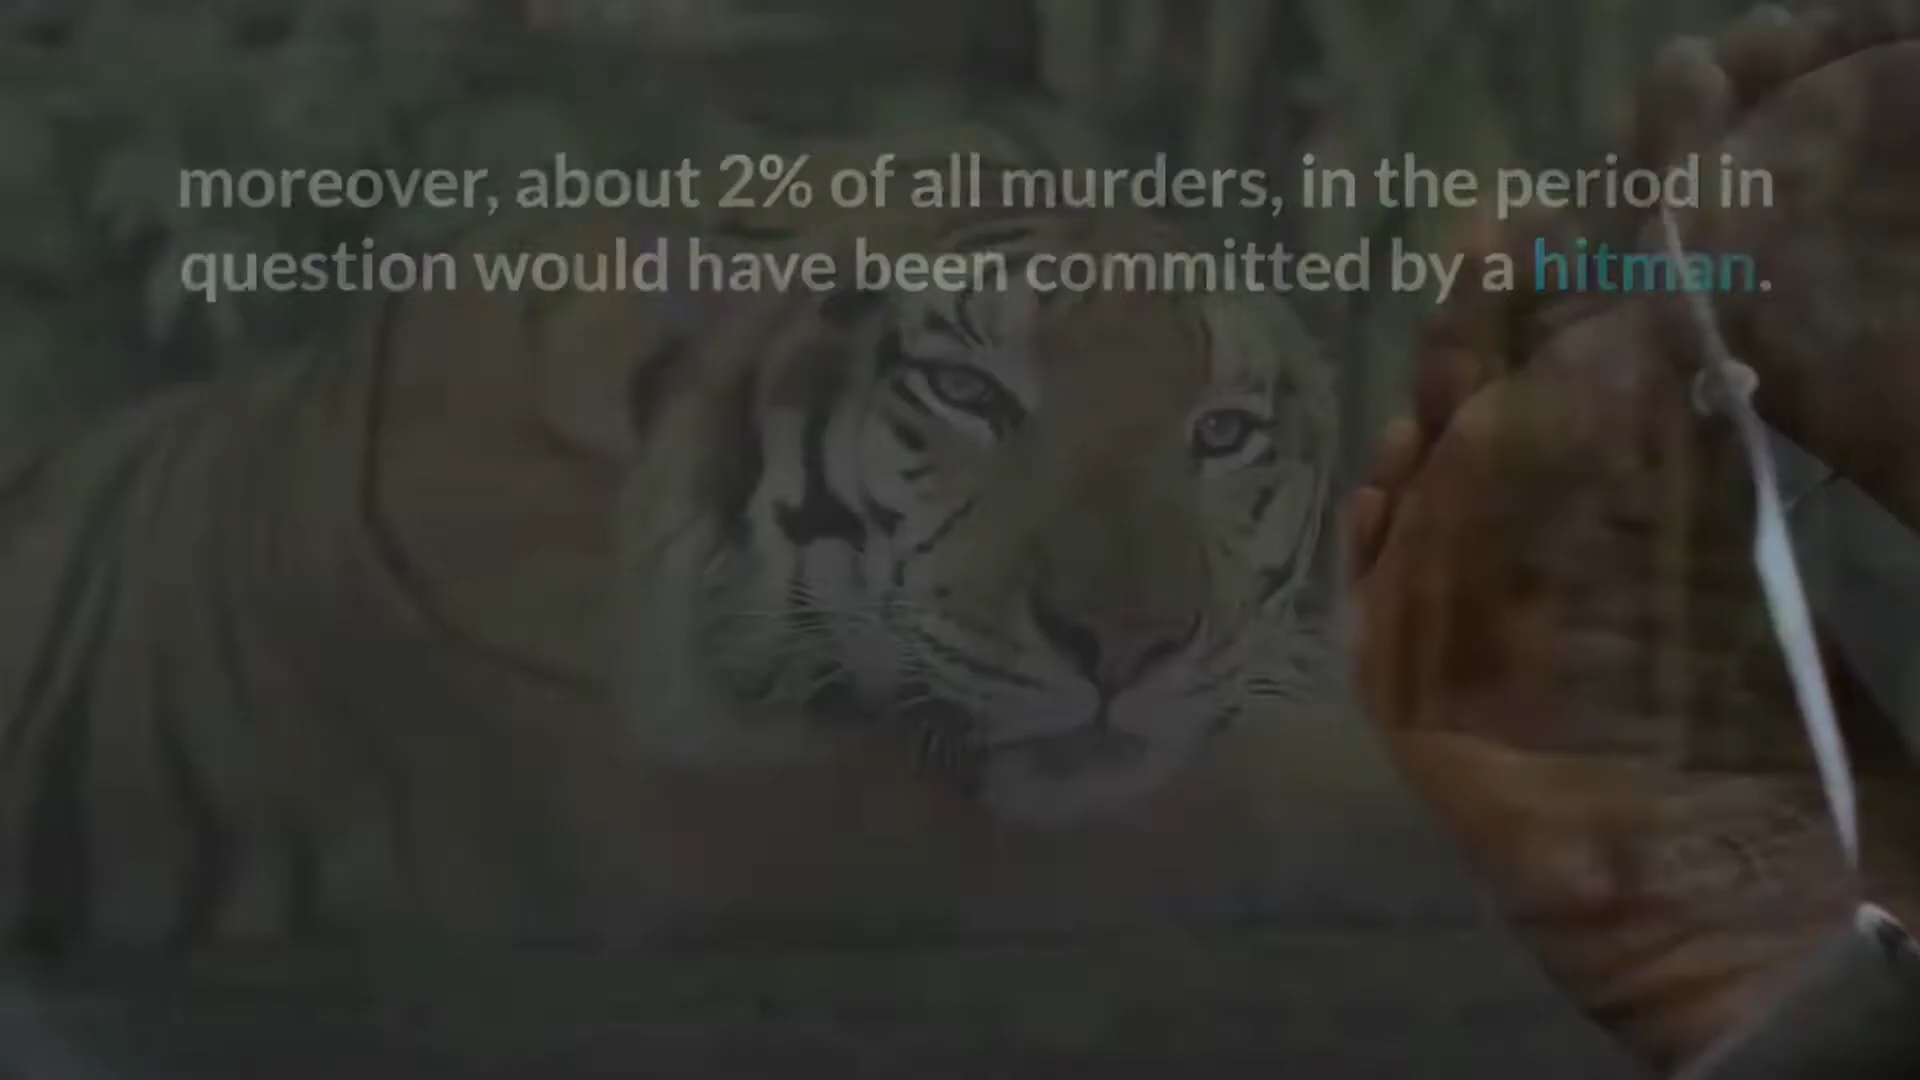 moreover, about 2% of all murders, in the period in
question would have been committed by a hitman.